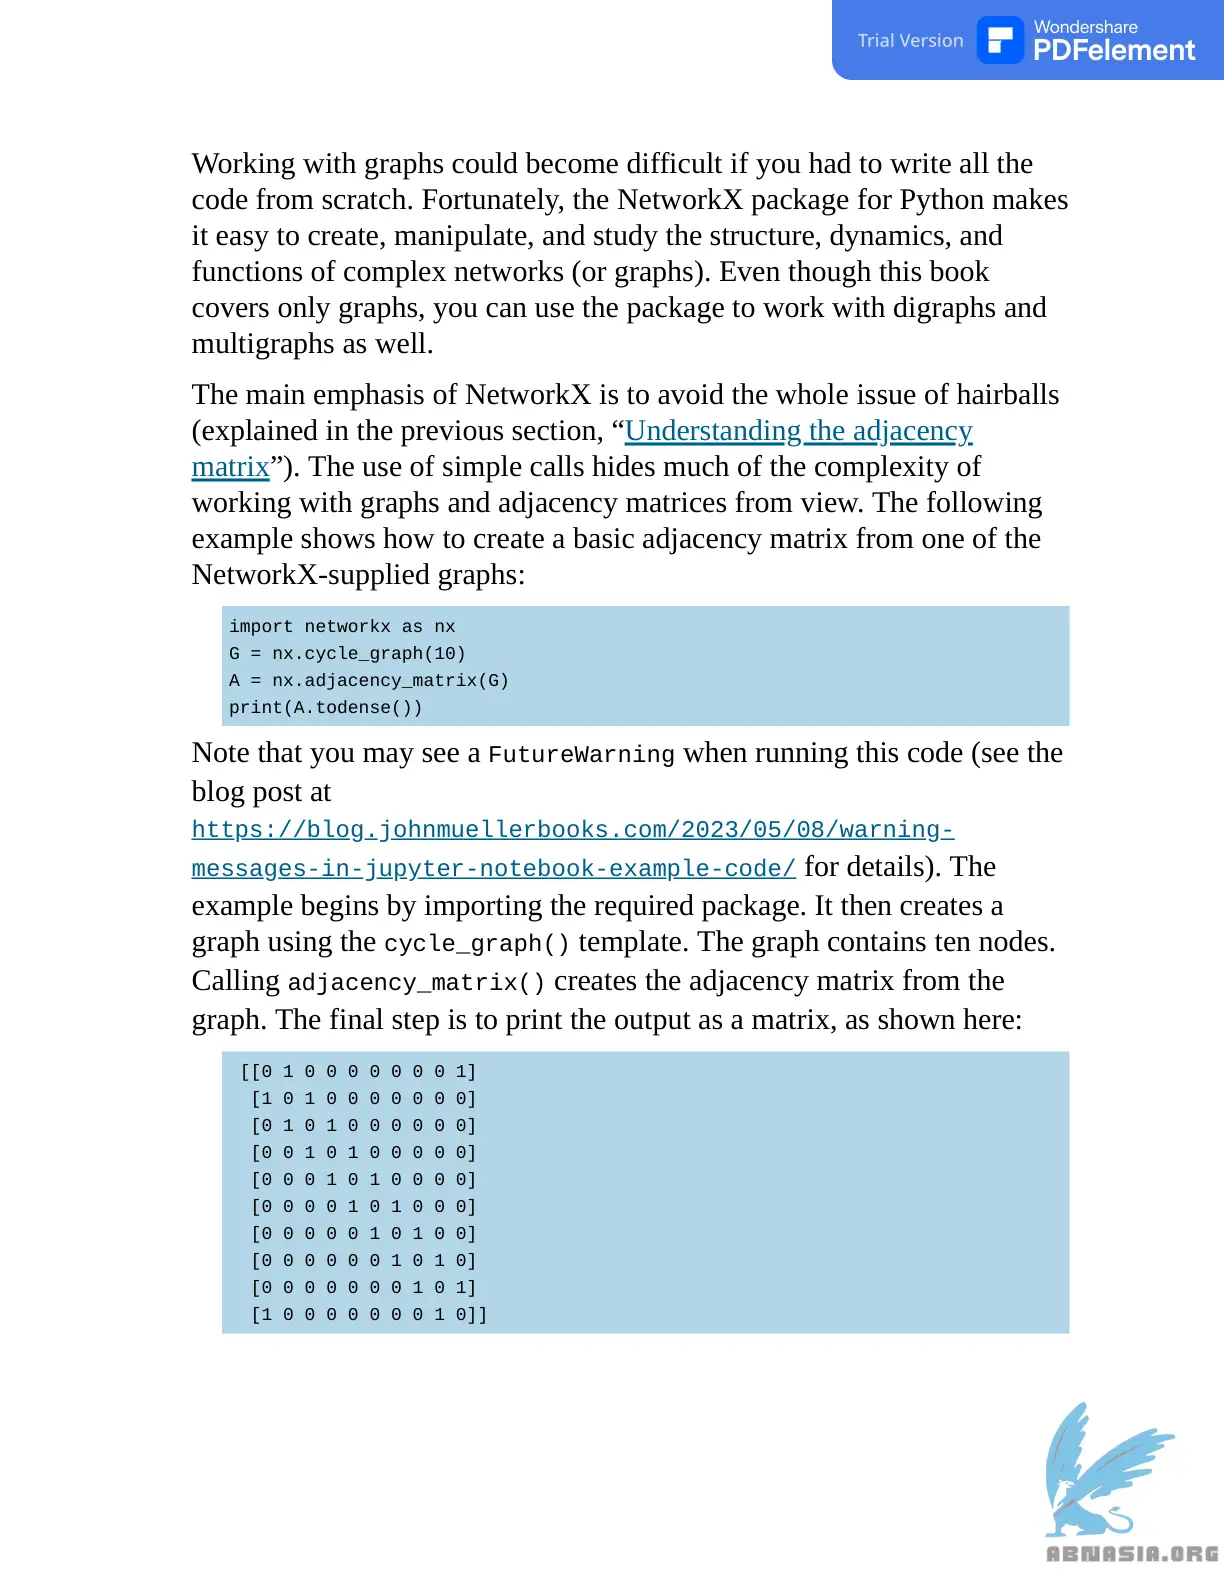 Trial Version
Wondershare
PDFelement
Working with graphs could become difficult if you had to write all the
code from scratch. Fortunately, the NetworkX package for Python makes
it easy to create, manipulate, and study the structure, dynamics, and
functions of complex networks (or graphs). Even though this book
covers only graphs, you can use the package to work with digraphs and
multigraphs as well.
The main emphasis of NetworkX is to avoid the whole issue of hairballs
(explained in the previous section, “Understanding the adjacency
matrix”). The use of simple calls hides much of the complexity of
working with graphs and adjacency matrices from view. The following
example shows how to create a basic adjacency matrix from one of the
NetworkX-supplied graphs:
import networkx as nx
G = nx.cycle_graph(10)
A = nx.adjacency_matrix(G)
print(A.todense())
Note that you may see a FutureWarning when running this code (see the
blog post at
https://blog.johnmuellerbooks.com/2023/05/08/warning-
messages-in-jupyter-notebook-example-code/ for details). The
example begins by importing the required package. It then creates a
graph using the cycle_graph() template. The graph contains ten nodes.
Calling adjacency_matrix() creates the adjacency matrix from the
graph. The final step is to print the output as a matrix, as shown here:
[[0 1 0 0 0 0 0 0 0 1]
[1 0 1 0 0 0 0 0 0 0]
[0 1 0 1 0 0 0 0 0 0]
[0 0 1 0 1 0 0 0 0 0]
[0 0 0 1 0 1 0 0 0 0]
[0 0 0 0 1 0 1 0 0 0]
[0 0 0 0 0 1 0 1 0 0]
[0 0 0 0 0 0 1 0 1 0]
[0 0 0 0 0 0 0 1 0 1]
[1 0 0 0 0 0 0 0 1 0]]
ABNASIA.ORG